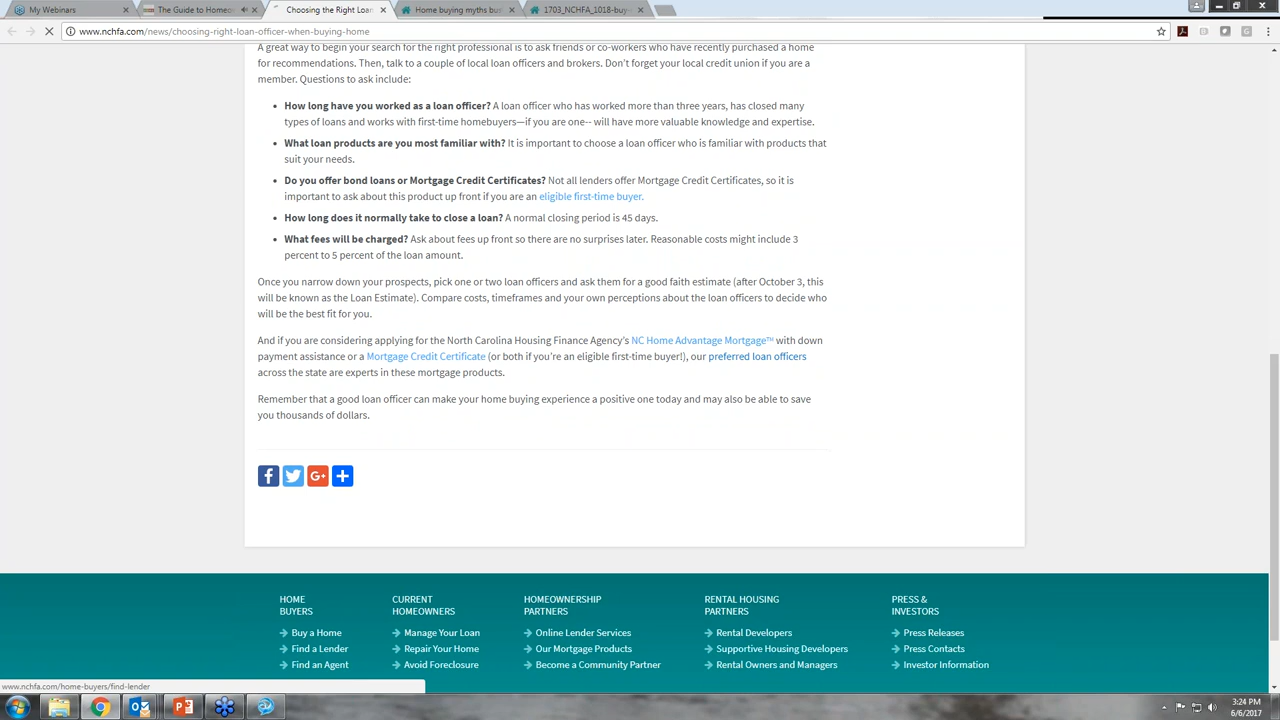 My Webinars
The Guide to Homeo
Choosing the Right Loan
Home buying myths bus
1703_NCHFA_1018-buy-
www.nchfa.com/news/choosing-right-loan-officer-when-buying-home
A great way to begin your search for the right professional is to ask friends or co-workers who have recently purchased a home
for recommendations. Then, talk to a couple of local loan officers and brokers. Don't forget your local credit union if you are a
member. Questions to ask include:
• How long have you worked as a loan officer? A loan officer who has worked more than three years, has closed many
types of loans and works with first-time homebuyers—if you are one-- will have more valuable knowledge and expertise.
• What loan products are you most familiar with? It is important to choose a loan officer who is familiar with products that
suit your needs.
• Do you offer bond loans or Mortgage Credit Certificates? Not all lenders offer Mortgage Credit Certificates, so it is
important to ask about this product up front if you are an eligible first-time buyer.
• How long does it normally take to close a loan? A normal closing period is 45 days.
• What fees will be charged? Ask about fees up front so there are no surprises later. Reasonable costs might include 3
percent to 5 percent of the loan amount.
Once you narrow down your prospects, pick one or two loan officers and ask them for a good faith estimate (after October 3, this
will be known as the Loan Estimate). Compare costs, timeframes and your own perceptions about the loan officers to decide who
will be the best fit for you.
And if you are considering applying for the North Carolina Housing Finance Agency's NC Home Advantage Mortgage™ with down
payment assistance or a Mortgage Credit Certificate (or both if you're an eligible first-time buyer!), our preferred loan officers
across the state are experts in these mortgage products.
Remember that a good loan officer can make your home buying experience a positive one today and may also be able to save
you thousands of dollars.
HOME
BUYERS
Buy a Home
Find a Lender
Find an Agent
CURRENT
HOMEOWNERS
Manage Your Loan
Repair Your Home
Avoid Foreclosure
HOMEOWNERSHIP
PARTNERS
Online Lender Services
Our Mortgage Products
Become a Community Partner
RENTAL HOUSING
PARTNERS
Rental Developers
Supportive Housing Developers
Rental Owners and Managers
PRESS &
INVESTORS
Press Releases
Press Contacts
Investor Information
www.nchfa.com/home-buyers/find-lender
3:24 PM
6/6/2017